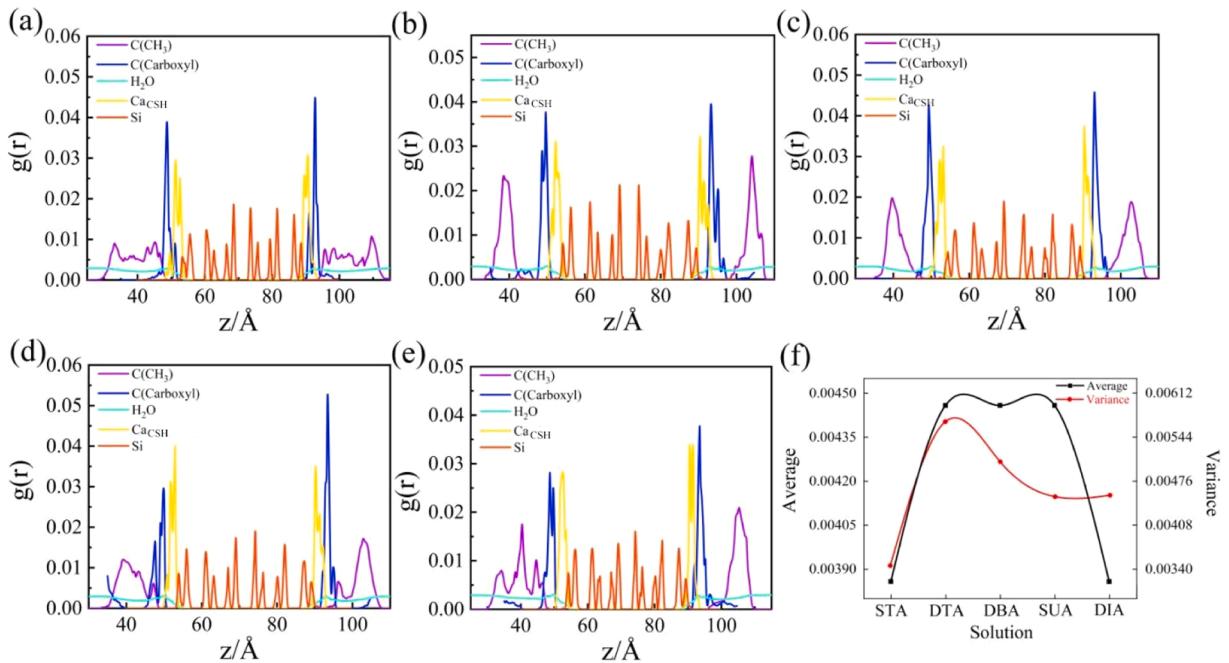 (a)
0.06
0.05
0.04
0.03
0.02
0.01
0.00
g(r)
C(CH3)
C(Carboxyl)
H2O
CaCSH
Si
40 60 80 100
z/Å
(b)
0.05
0.04
0.03
0.02
0.01
0.00
g(r)
C(CH3)
C(Carboxyl)
H2O
CaCSH
Si
40 60 80 100
z/Å
(c)
0.06
0.05
0.04
0.03
0.02
0.01
0.00
g(r)
C(CH3)
C(Carboxyl)
H2O
CaCSH
Si
40 60 80 100
z/Å
(d)
0.06
0.05
0.04
0.03
0.02
0.01
0.00
g(r)
C(CH3)
C(Carboxyl)
H2O
CaCSH
Si
40 60 80 100
z/Å
(e)
0.05
0.04
0.03
0.02
0.01
0.00
g(r)
C(CH3)
C(Carboxyl)
H2O
CaCSH
Si
40 60 80 100
z/Å
(f)
0.00450
0.00435
0.00420
0.00405
0.00390
Average
Average
Variance
0.00612
0.00544
0.00476
0.00408
0.00340
Variance
STA DTA DBA SUA DIA
Solution